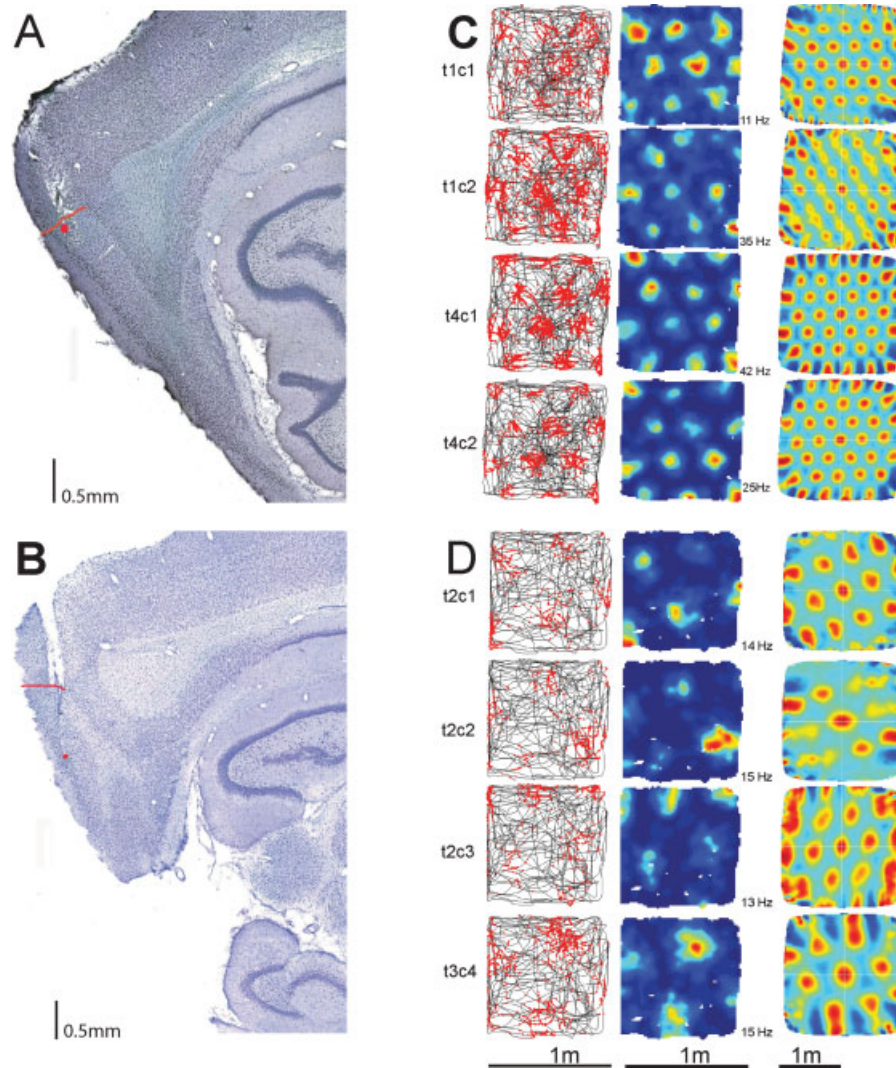 A
0.5mm
B
0.5mm
C
t1c1
11 Hz
t1c2
35 Hz
t4c1
42 Hz
t4c2
25Hz
D
t2c1
14 Hz
t2c2
15 Hz
t2c3
13 Hz
t3c4
15 Hz
1m
1m
1m